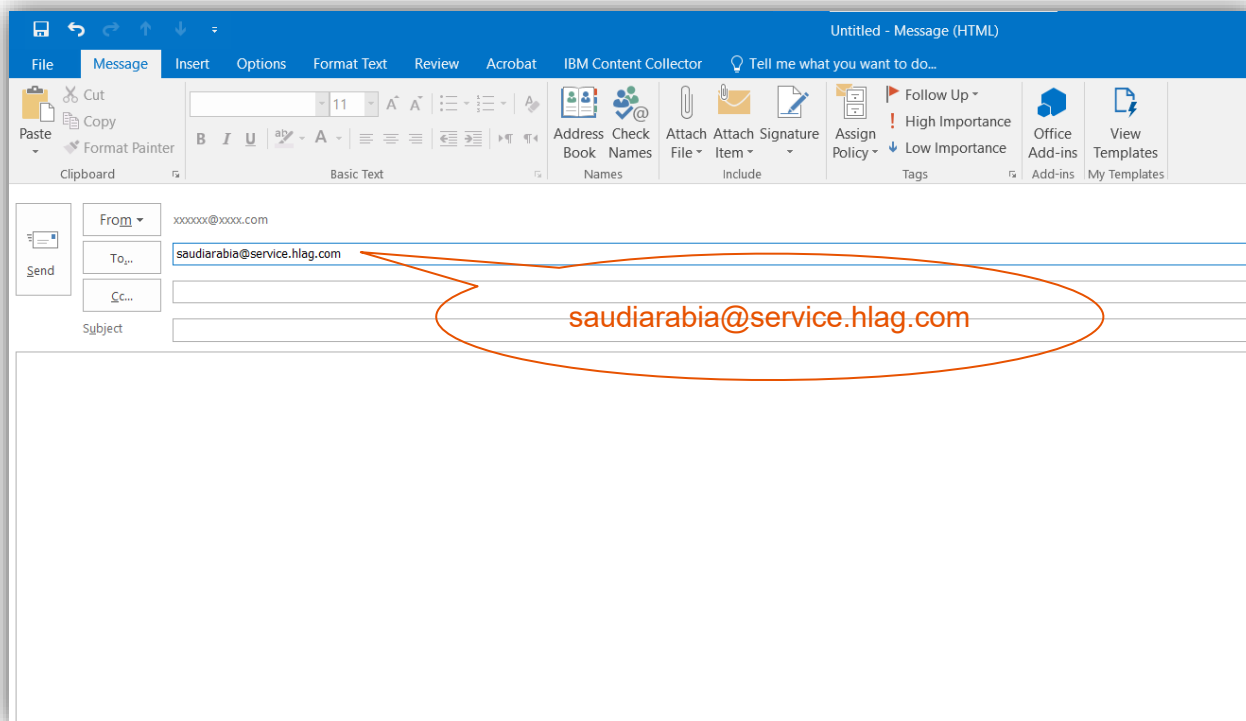 Untitled - Message (HTML)
File Message Insert Options Format Text Review Acrobat IBM Content Collector Tell me what you want to do...
Cut
Copy
Format Painter
Paste
11
B I U
Address Book
Check Names
Attach File
Attach Item
Signature
Assign Policy
Follow Up
High Importance
Low Importance
Office Add-ins
View Templates
Clipboard Basic Text Names Include Tags Add-ins My Templates
From xxxxxx@xxxx.com
Send
To... saudiarabia@service.hlag.com
Cc...
saudiarabia@service.hlag.com
Subject